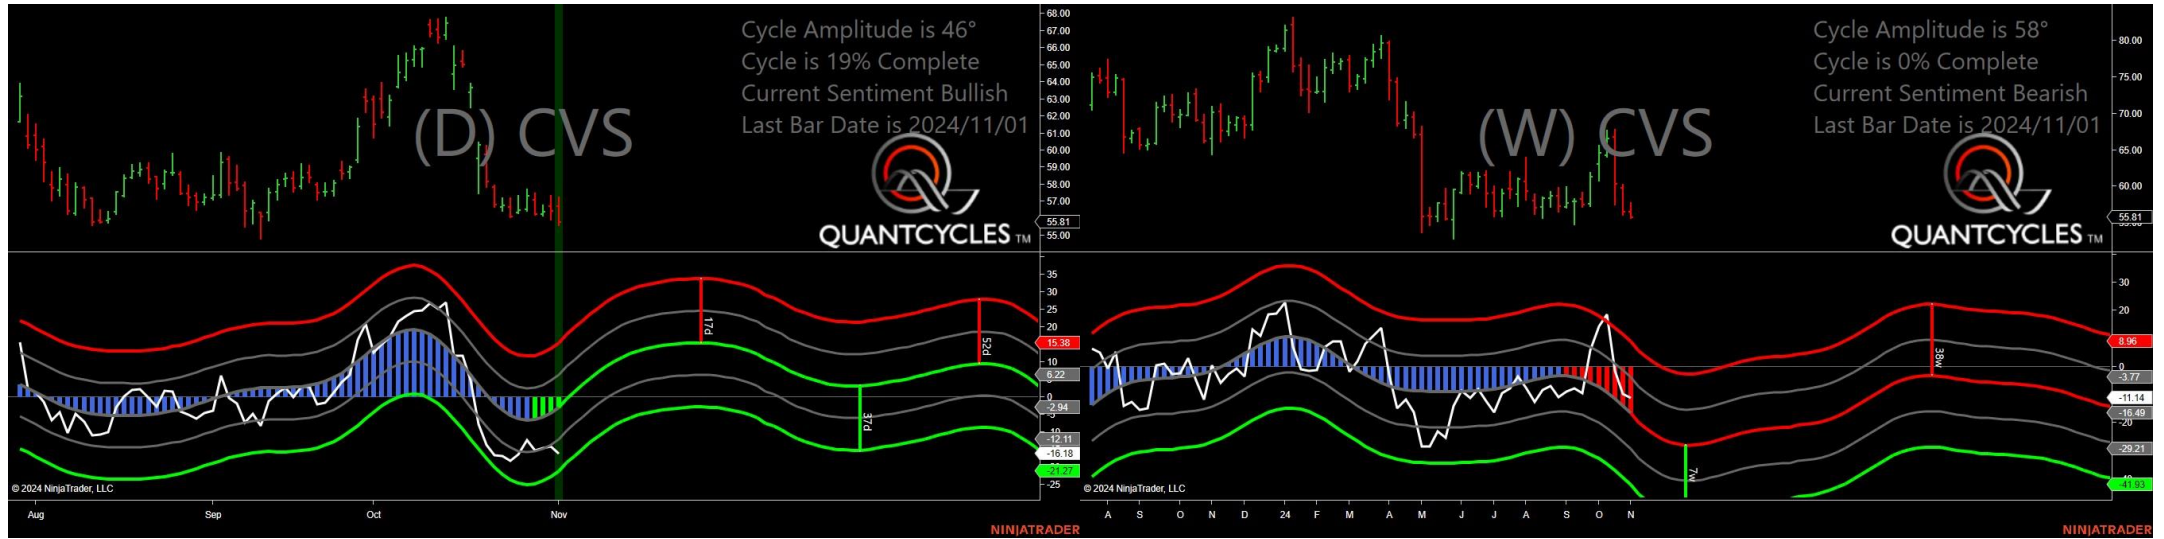 Cycle Amplitude is 46°
Cycle is 19% Complete
Current Sentiment Bullish
Last Bar Date is 2024/11/01
(D) CVS
QUANTCYCLES TM
68.00
67.00
66.00
65.00
64.00
63.00
62.00
61.00
60.00
59.00
58.00
57.00
55.81
55.00
17d
37d
52d
35
30
25
20
15.38
10
6.22
0
-2.94
-12.11
-16.18
-21.27
-25
© 2024 NinjaTrader, LLC
Aug Sep Oct Nov
NINJATRADER
Cycle Amplitude is 58°
Cycle is 0% Complete
Current Sentiment Bearish
Last Bar Date is 2024/11/01
(W) CVS
QUANTCYCLES TM
80.00
75.00
70.00
65.00
60.00
55.81
7w
38w
20
8.96
0
-3.77
-11.14
-16.49
-20
-29.21
-41.93
© 2024 NinjaTrader, LLC
A S O N D 24 F M A M J J A S O N
NINJATRADER